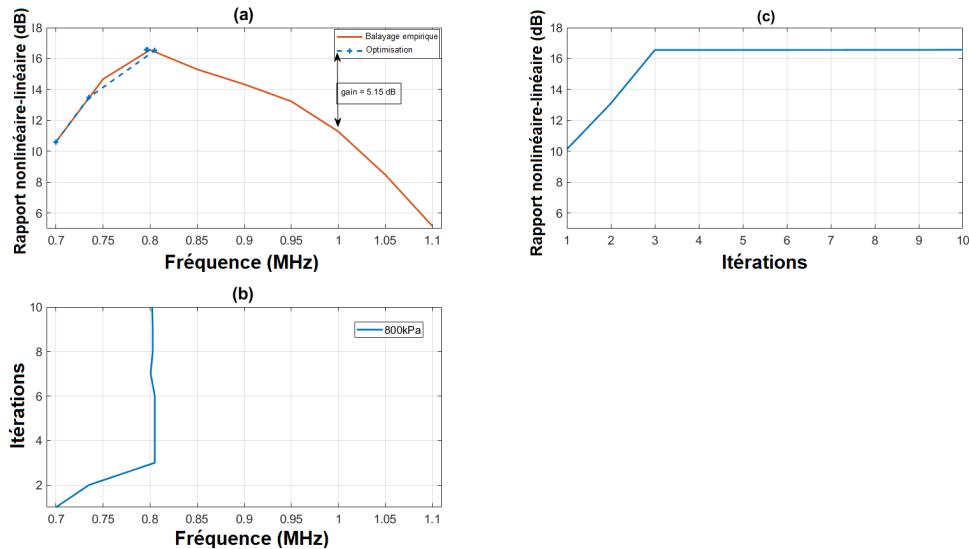 (a)
Rapport nonlinéaire-linéaire (dB)
18
16
14
12
10
8
6
Balayage empirique
Optimisation
gain = 5.15 dB
0.7 0.75 0.8 0.85 0.9 0.95 1 1.05 1.1
Fréquence (MHz)
(c)
Rapport nonlinéaire-linéaire (dB)
18
16
14
12
10
8
6
1 2 3 4 5 6 7 8 9 10
Itérations
(b)
Itérations
10
8
6
4
2
800kPa
0.7 0.75 0.8 0.85 0.9 0.95 1 1.05 1.1
Fréquence (MHz)